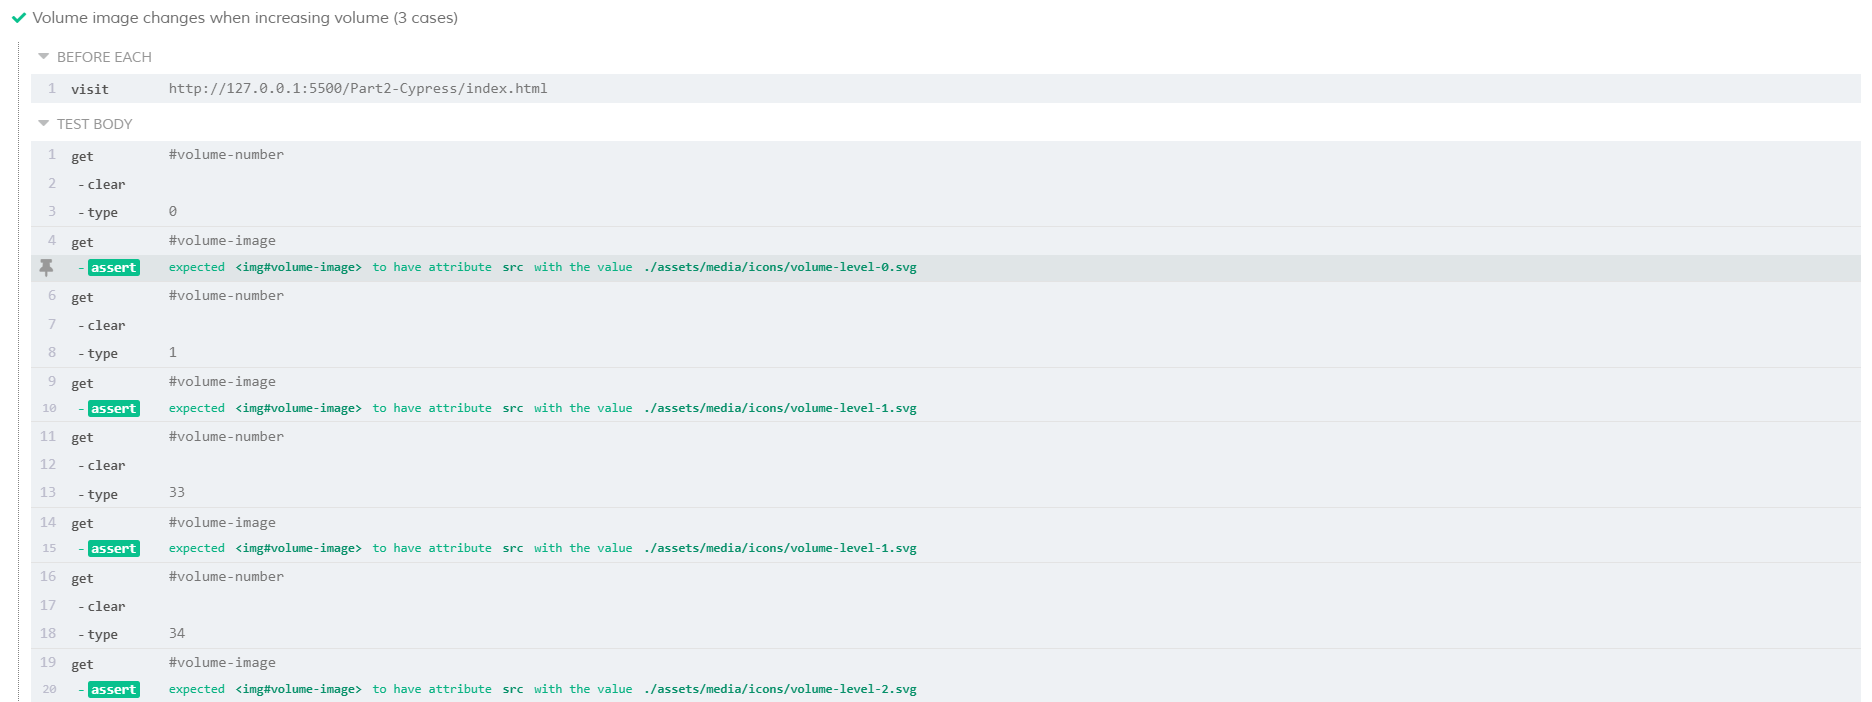 Volume image changes when increasing volume (3 cases)
BEFORE EACH
1 visit http://127.0.0.1:5500/Part2-Cypress/index.html
TEST BODY
1 get #volume-number
2 -clear
3 -type 0
4 get #volume-image
-assert expected <img#volume-image> to have attribute src with the value ./assets/media/icons/volume-level-0.svg
6 get #volume-number
7 -clear
8 -type 1
9 get #volume-image
10 -assert expected <img#volume-image> to have attribute src with the value ./assets/media/icons/volume-level-1.svg
11 get #volume-number
12 -clear
13 -type 33
14 get #volume-image
15 -assert expected <img#volume-image> to have attribute src with the value ./assets/media/icons/volume-level-1.svg
16 get #volume-number
17 -clear
18 -type 34
19 get #volume-image
20 -assert expected <img#volume-image> to have attribute src with the value ./assets/media/icons/volume-level-2.svg